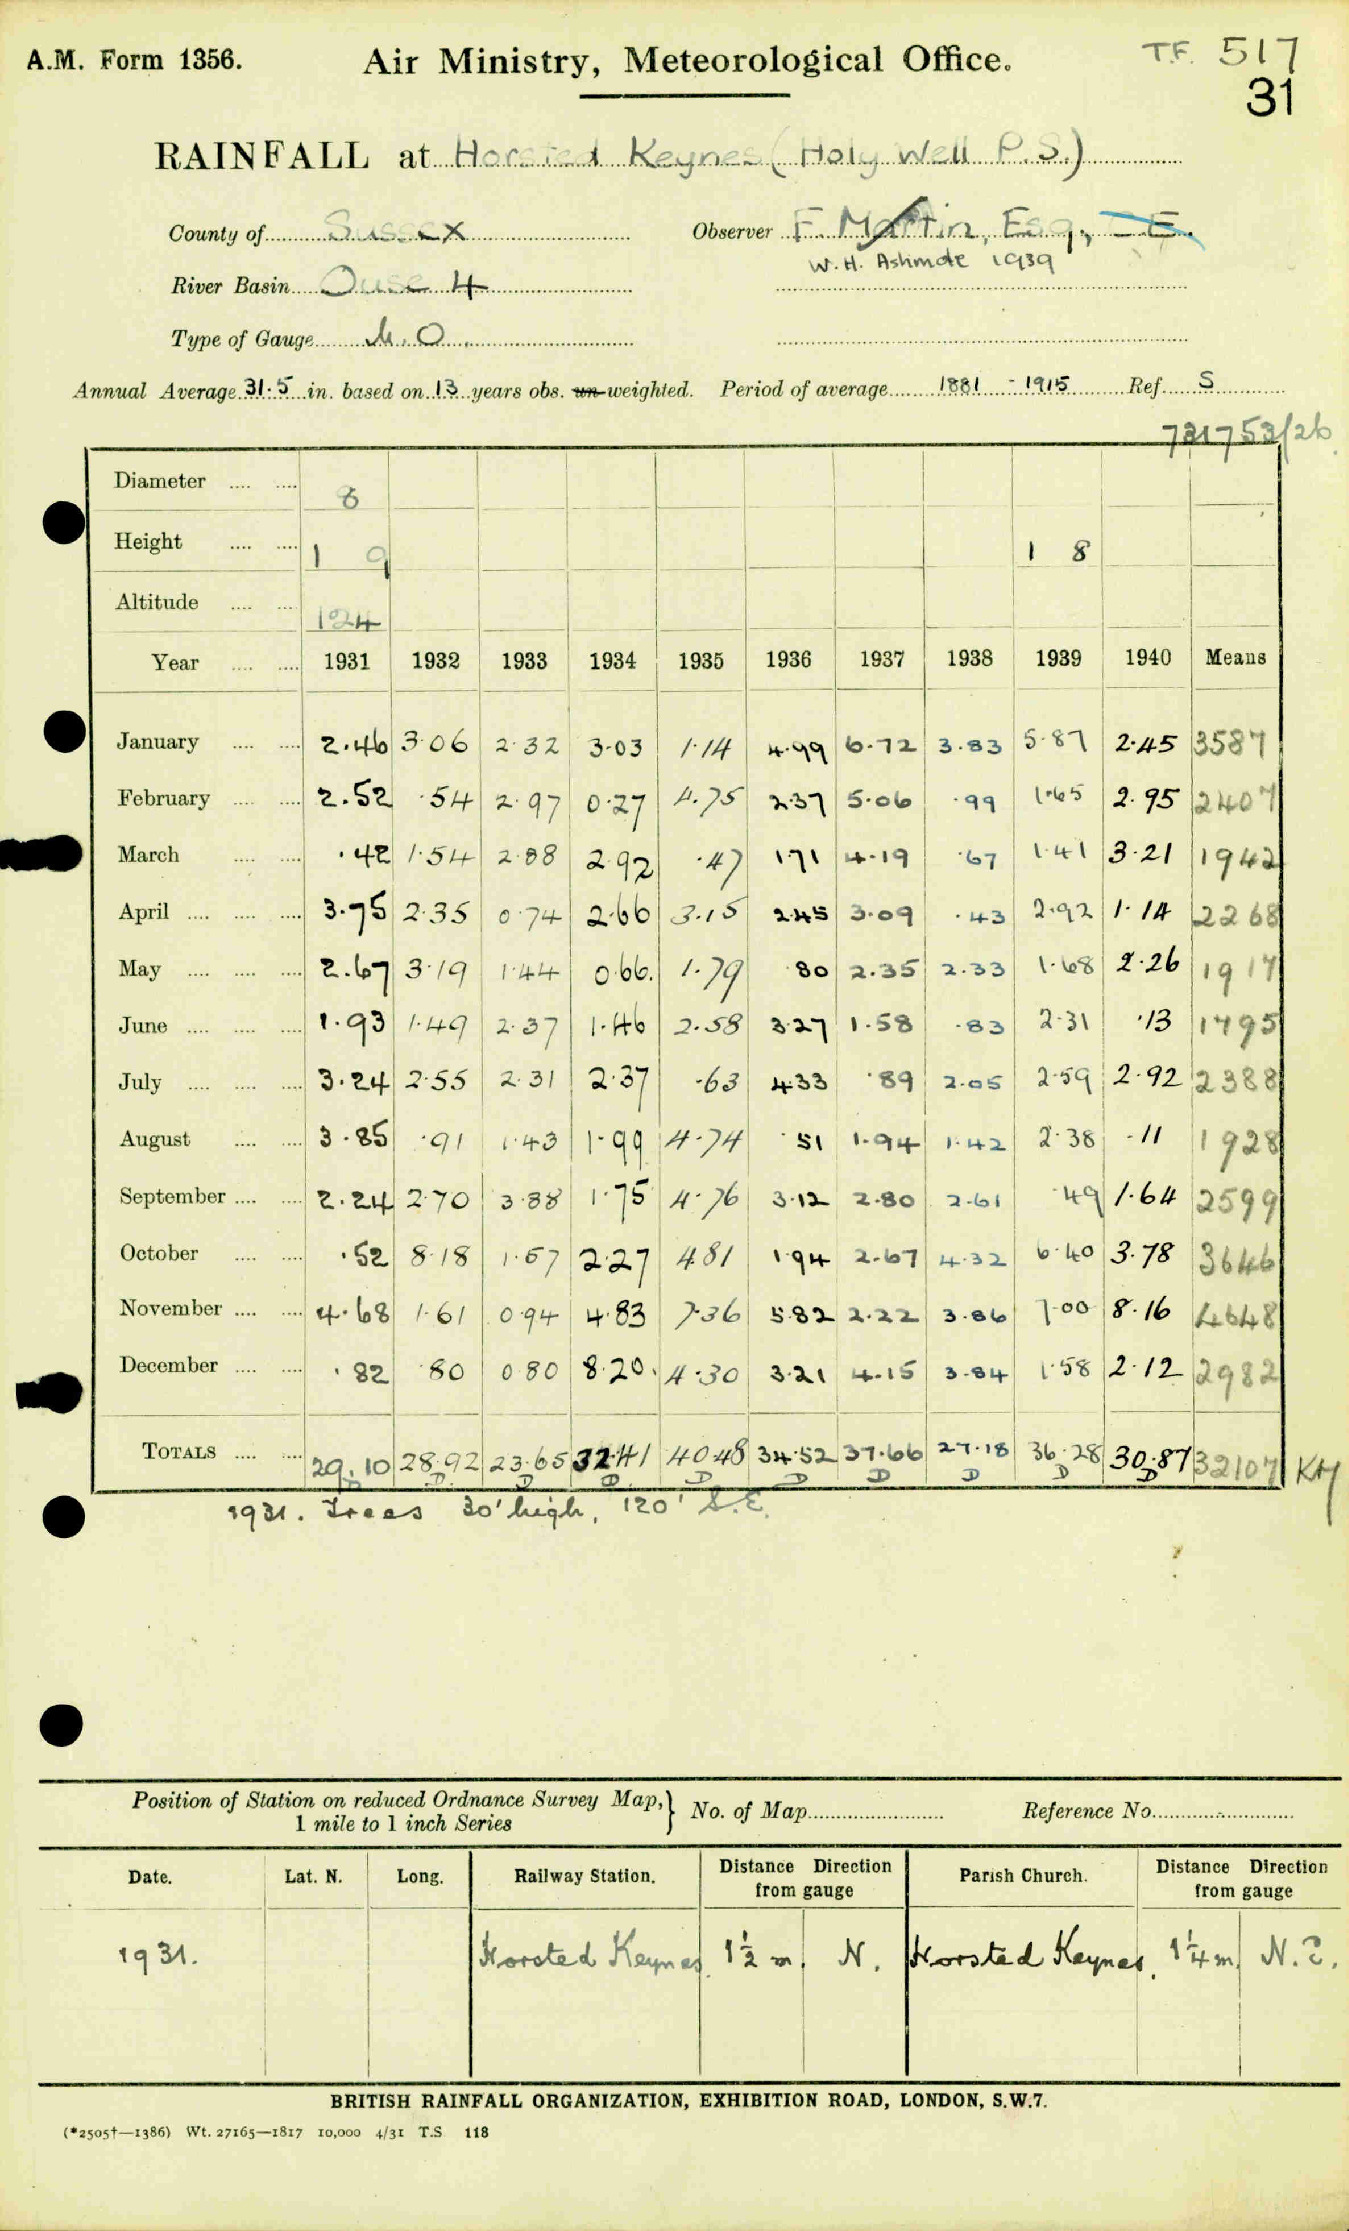 A.M. Form 1356. Air Ministry, Meteorological Office. T.F. 517
31
RAINFALL at Horsted Keynes (Holy Well P.S.)
County of Sussex Observer F. Martin, Esq., C.E.
W. H. Ashmole 1939
River Basin Ouse 4
Type of Gauge M.O.
Annual Average 31.5 in. based on 13 years obs. un-weighted. Period of average 1881 - 1915 Ref. S
731753/26
Diameter 8
Height 1 9 1 8
Altitude 124
Year 1931 1932 1933 1934 1935 1936 1937 1938 1939 1940 Means
January 2.46 3.06 2.32 3.03 1.14 4.99 6.72 3.83 5.87 2.45 3587
February 2.52 .54 2.97 0.27 4.75 2.37 5.06 .99 1.65 2.95 2407
March .42 1.54 2.88 2.92 .47 1.71 4.19 .67 1.41 3.21 1942
April 3.75 2.35 0.74 2.66 3.15 2.45 3.09 .43 2.92 1.14 2268
May 2.67 3.19 1.44 0.66. 1.79 .80 2.35 2.33 1.68 2.26 1917
June 1.93 1.49 2.37 1.46 2.58 3.27 1.58 .83 2.31 .13 1795
July 3.24 2.55 2.31 2.37 .63 4.33 .89 2.05 2.59 2.92 2388
August 3.85 .91 1.43 1.99 4.74 .51 1.94 1.42 2.38 .11 1928
September 2.24 2.70 3.88 1.75 4.76 3.12 2.80 2.61 .49 1.64 2599
October .52 8.18 1.57 2.27 4.81 1.94 2.67 4.32 6.40 3.78 3646
November 4.68 1.61 0.94 4.83 7.36 5.82 2.22 3.86 7.00 8.16 4648
December .82 .80 0.80 8.20. 4.30 3.21 4.15 3.84 1.58 2.12 2982
TOTALS 29.10 28.92 23.65 32.41 40.48 34.52 37.66 27.18 36.28 30.87 32107 KH
D D D D D D D D D D
1931. Trees 30' high, 120' S.E.
Position of Station on reduced Ordnance Survey Map,} No. of Map Reference No.
1 mile to 1 inch Series
Date. Lat. N. Long. Railway Station. Distance Direction from gauge Parish Church. Distance Direction from gauge
1931. Horsted Keynes. 1½ m. N. Horsted Keynes. 1¼ m N.E.
BRITISH RAINFALL ORGANIZATION, EXHIBITION ROAD, LONDON, S.W.7.
(*2505†—1386) Wt. 27165—1817 10,000 4/31 T.S 118